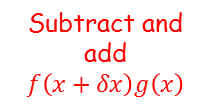 Subtract and
add
f(x + δx)g(x)